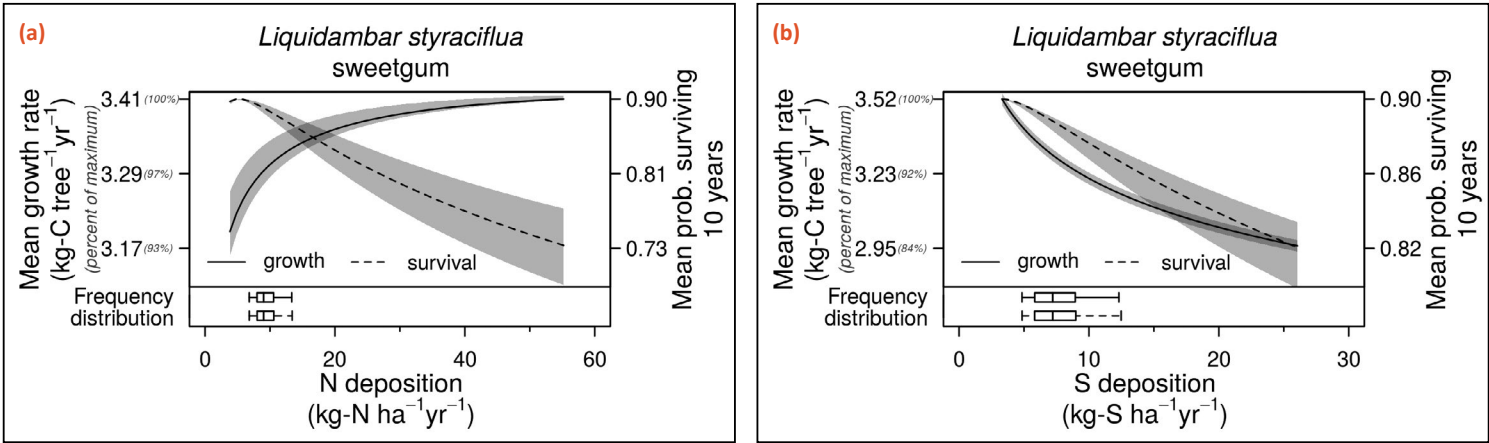 (a)
Liquidambar styraciflua
sweetgum
Mean growth rate
(kg-C tree⁻¹yr⁻¹)
(percent of maximum)
3.41 (100%)
3.29 (97%)
3.17 (93%)
0.90
0.81
0.73
Mean prob. surviving
10 years
growth
survival
Frequency
distribution
0
20
40
60
N deposition
(kg-N ha⁻¹yr⁻¹)
(b)
Liquidambar styraciflua
sweetgum
Mean growth rate
(kg-C tree⁻¹yr⁻¹)
(percent of maximum)
3.52 (100%)
3.23 (92%)
2.95 (84%)
0.90
0.86
0.82
Mean prob. surviving
10 years
growth
survival
Frequency
distribution
0
10
20
30
S deposition
(kg-S ha⁻¹yr⁻¹)